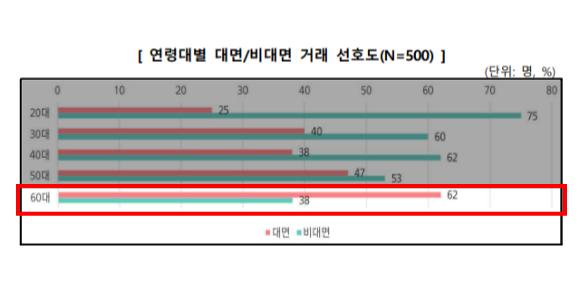 [ 연령대별 대면/비대면 거래 선호도(N=500) ]
(단위: 명, %)
0 10 20 30 40 50 60 70 80
20대 25 75
30대 40 60
40대 38 62
50대 47 53
60대 62 38
대면 비대면